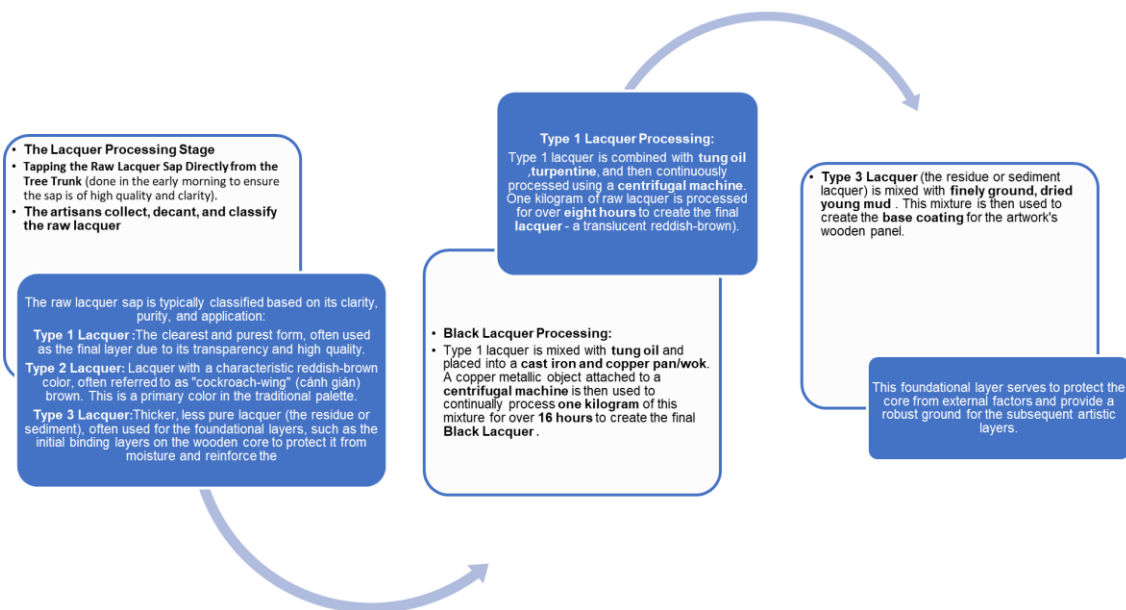 • The Lacquer Processing Stage
• Tapping the Raw Lacquer Sap Directly from the
Tree Trunk (done in the early morning to ensure
the sap is of high quality and clarity).
• The artisans collect, decant, and classify
the raw lacquer
The raw lacquer sap is typically classified based on its clarity,
purity, and application:
Type 1 Lacquer :The clearest and purest form, often used
as the final layer due to its transparency and high quality.
Type 2 Lacquer: Lacquer with a characteristic reddish-brown
color, often referred to as "cockroach-wing" (cánh gián)
brown. This is a primary color in the traditional palette.
Type 3 Lacquer:Thicker, less pure lacquer (the residue or
sediment), often used for the foundational layers, such as the
initial binding layers on the wooden core to protect it from
moisture and reinforce the
Type 1 Lacquer Processing:
Type 1 lacquer is combined with tung oil
,turpentine, and then continuously
processed using a centrifugal machine.
One kilogram of raw lacquer is processed
for over eight hours to create the final
lacquer - a translucent reddish-brown).
• Black Lacquer Processing:
• Type 1 lacquer is mixed with tung oil and
placed into a cast iron and copper pan/wok.
A copper metallic object attached to a
centrifugal machine is then used to
continually process one kilogram of this
mixture for over 16 hours to create the final
Black Lacquer .
• Type 3 Lacquer (the residue or sediment
lacquer) is mixed with finely ground, dried
young mud . This mixture is then used to
create the base coating for the artwork's
wooden panel.
This foundational layer serves to protect the
core from external factors and provide a
robust ground for the subsequent artistic
layers.